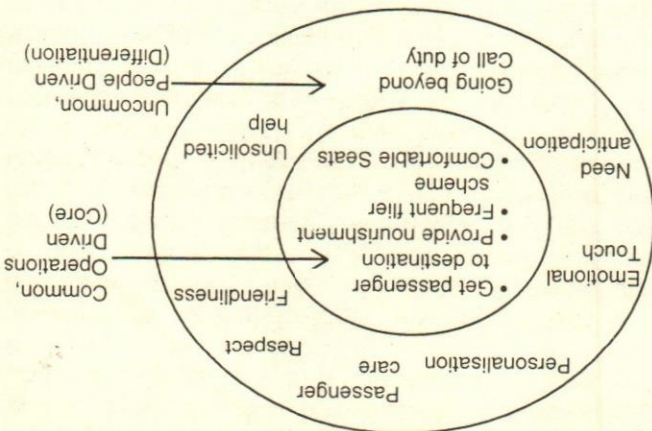 Passenger
care
Personalisation
Respect
Friendliness
Emotional
Touch
Need
anticipation
Unsolicited
help
Going beyond
Call of duty
• Get passenger
to destination
• Provide nourishment
• Frequent flier
scheme
• Comfortable Seats
Common,
Operations
Driven
(Core)
Uncommon,
People Driven
(Differentiation)